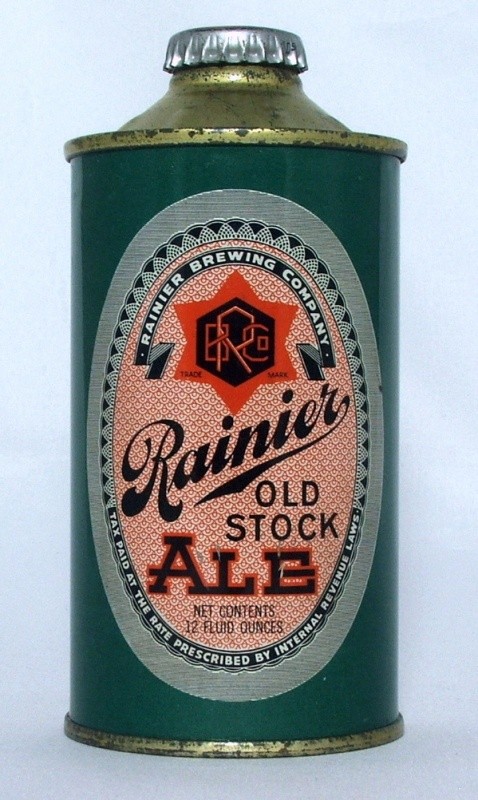 RAINIER BREWING COMPANY
RBCo
TRADE MARK
Rainier
OLD
STOCK
ALE
NET CONTENTS
12 FLUID OUNCES
TAX PAID AT THE RATE PRESCRIBED BY INTERNAL REVENUE LAWS